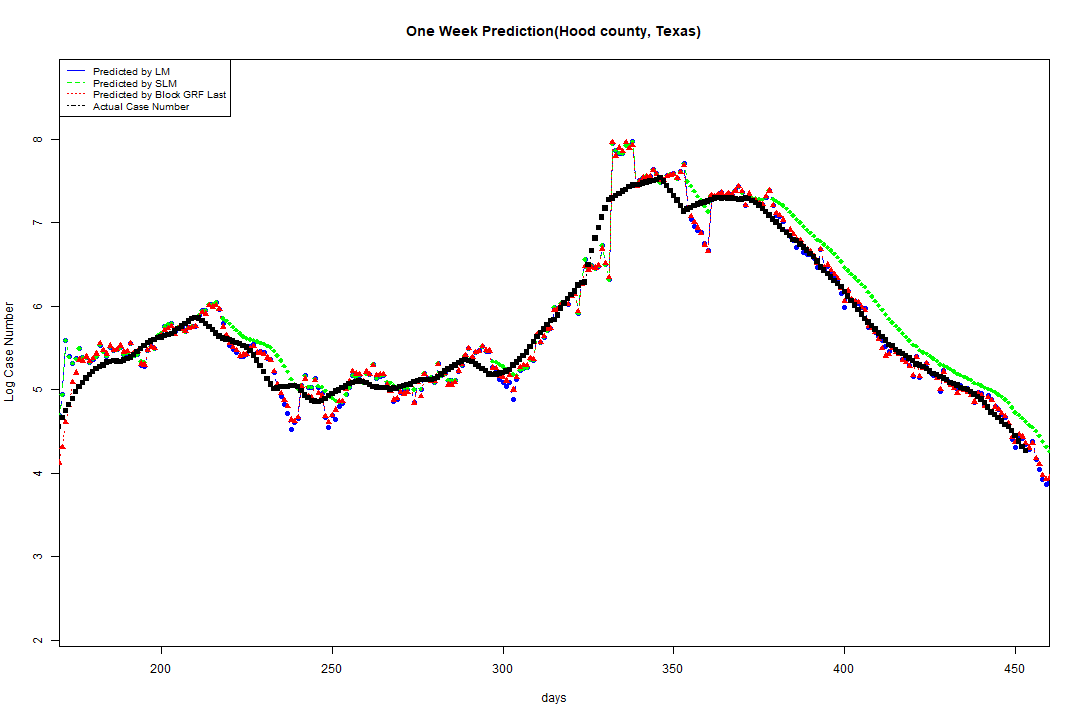 One Week Prediction(Hood county, Texas)
Predicted by LM
Predicted by SLM
Predicted by Block GRF Last
Actual Case Number
Log Case Number
8
7
6
5
4
3
2
200 250 300 350 400 450
days